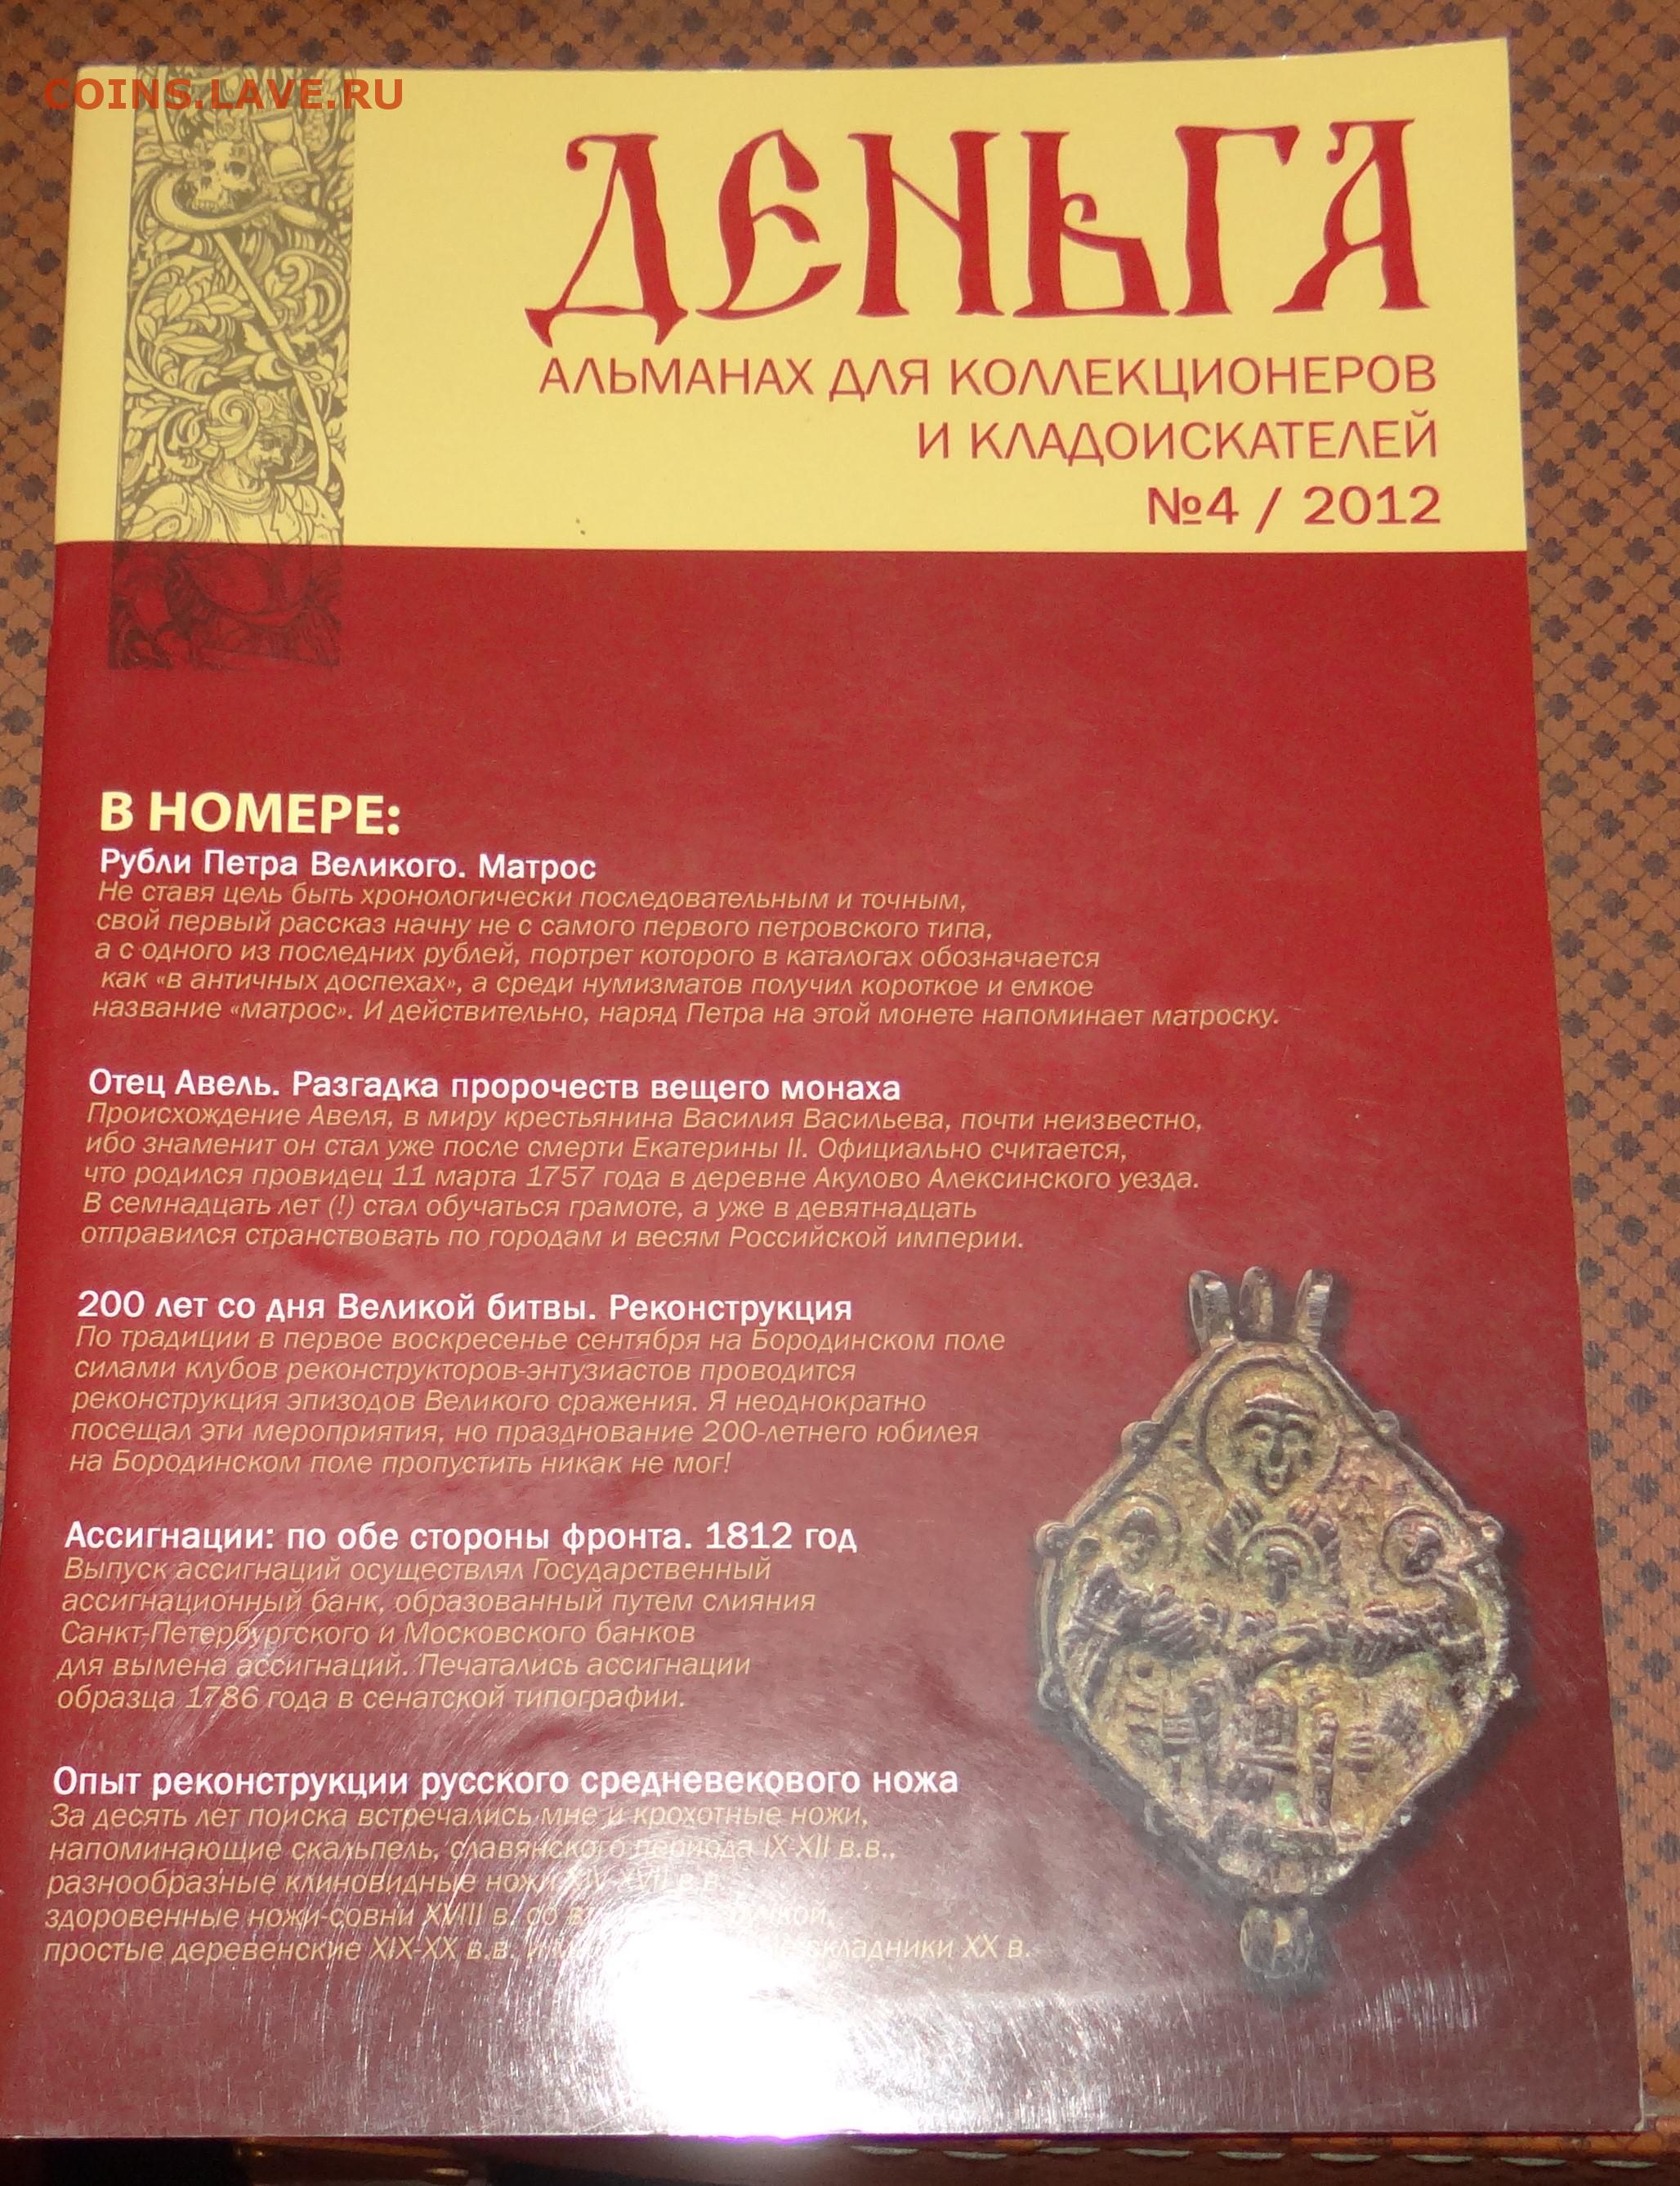 COINS.LAVE.RU
ДЕНЬГА
АЛЬМАНАХ ДЛЯ КОЛЛЕКЦИОНЕРОВ
И КЛАДОИСКАТЕЛЕЙ
№4 / 2012
В НОМЕРЕ:
Рубли Петра Великого. Матрос
Не ставя цель быть хронологически последовательным и точным,
свой первый рассказ начну не с самого первого петровского типа,
а с одного из последних рублей, портрет которого в каталогах обозначается
как «в античных доспехах», а среди нумизматов получил короткое и емкое
название «матрос». И действительно, наряд Петра на этой монете напоминает матроску.
Отец Авель. Разгадка пророчеств вещего монаха
Происхождение Авеля, в миру крестьянина Василия Васильева, почти неизвестно,
ибо знаменит он стал уже после смерти Екатерины II. Официально считается,
что родился провидец 11 марта 1757 года в деревне Акулово Алексинского уезда.
В семнадцать лет (!) стал обучаться грамоте, а уже в девятнадцать
отправился странствовать по городам и весям Российской империи.
200 лет со дня Великой битвы. Реконструкция
По традиции в первое воскресенье сентября на Бородинском поле
силами клубов реконструкторов-энтузиастов проводится
реконструкция эпизодов Великого сражения. Я неоднократно
посещал эти мероприятия, но празднование 200-летнего юбилея
на Бородинском поле пропустить никак не мог!
Ассигнации: по обе стороны фронта. 1812 год
Выпуск ассигнаций осуществлял Государственный
ассигнационный банк, образованный путем слияния
Санкт-Петербургского и Московского банков
для вымена ассигнаций. Печатались ассигнации
образца 1786 года в сенатской типографии.
Опыт реконструкции русского средневекового ножа
За десять лет поиска встречались мне и крохотные ножи,
напоминающие скальпель, славянского периода IX-XII в.в.,
разнообразные клиновидные ножи XIV-XVII в.в.
здоровенные ножи-совни XVIII в. со
простые деревенские XIX-XX в.в. складники XX в.